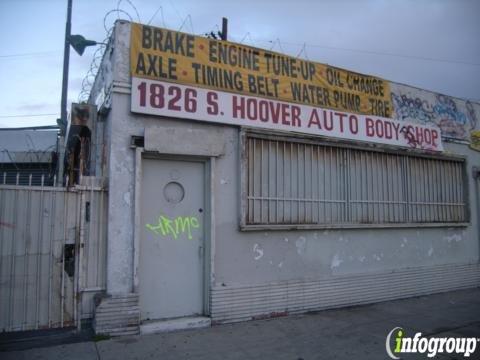 BRAKE • ENGINE TUNE-UP • OIL CHANGE
AXLE • TIMING BELT • WATER PUMP • TIRE
1826 S. HOOVER AUTO BODY SHOP
infogroup